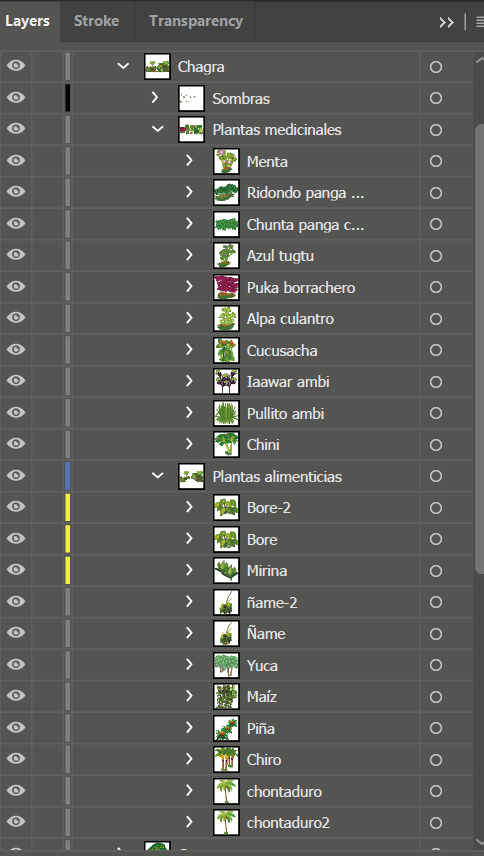 Layers Stroke Transparency
Chagra
Sombras
Plantas medicinales
Menta
Ridondo panga ...
Chunta panga c...
Azul tugtu
Puka borrachero
Alpa culantro
Cucusacha
Iaawar ambi
Pullito ambi
Chini
Plantas alimenticias
Bore-2
Bore
Mirina
ñame-2
Ñame
Yuca
Maíz
Piña
Chiro
chontaduro
chontaduro2